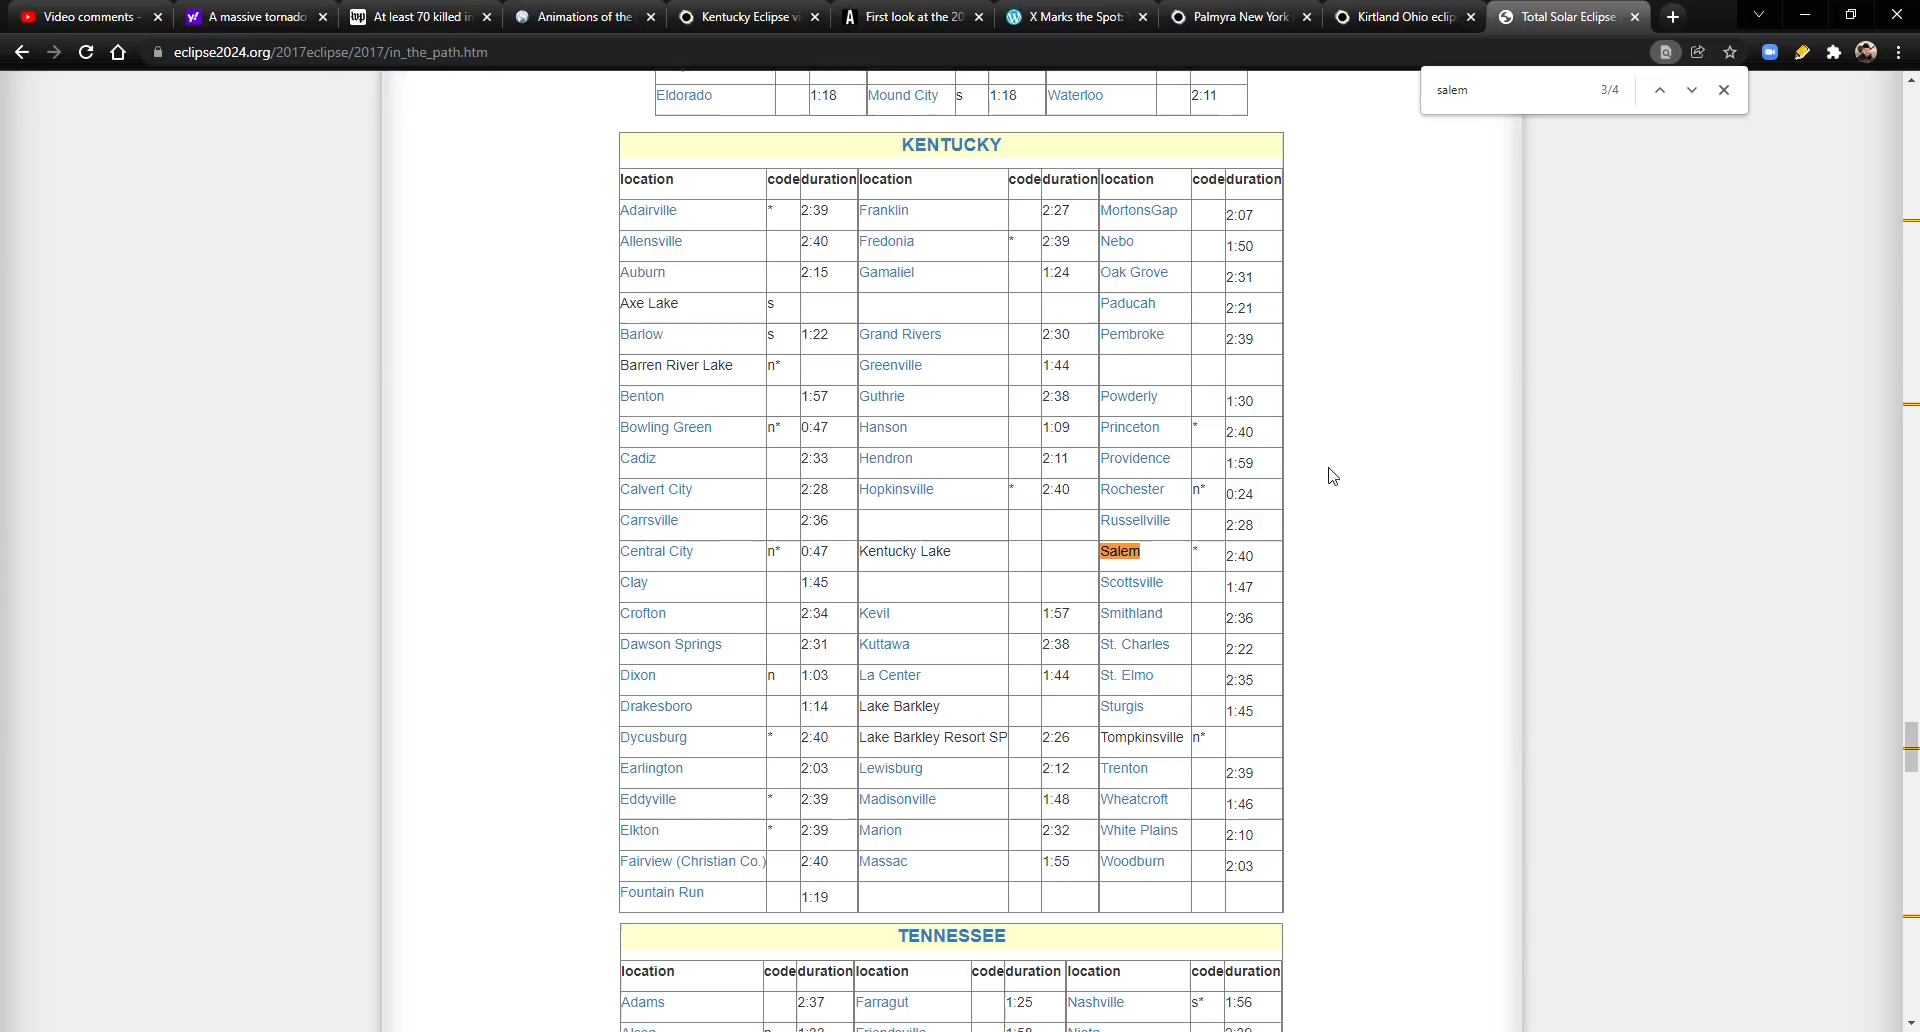 Video comments -
A massive tornado
At least 70 killed in
Animations of the
Kentucky Eclipse vi
First look at the 20
X Marks the Spot:
Palmyra New York
Kirtland Ohio eclip
Total Solar Eclipse
eclipse2024.org/2017eclipse/2017/in_the_path.htm
salem 3/4
Eldorado 1:18 Mound City s 1:18 Waterloo 2:11
KENTUCKY
location code duration location code duration location code duration
Adairville * 2:39 Franklin 2:27 MortonsGap 2:07
Allensville 2:40 Fredonia * 2:39 Nebo 1:50
Auburn 2:15 Gamaliel 1:24 Oak Grove 2:31
Axe Lake s Paducah 2:21
Barlow s 1:22 Grand Rivers 2:30 Pembroke 2:39
Barren River Lake n* Greenville 1:44
Benton 1:57 Guthrie 2:38 Powderly 1:30
Bowling Green n* 0:47 Hanson 1:09 Princeton * 2:40
Cadiz 2:33 Hendron 2:11 Providence 1:59
Calvert City 2:28 Hopkinsville * 2:40 Rochester n* 0:24
Carrsville 2:36 Russellville 2:28
Central City n* 0:47 Kentucky Lake Salem * 2:40
Clay 1:45 Scottsville 1:47
Crofton 2:34 Kevil 1:57 Smithland 2:36
Dawson Springs 2:31 Kuttawa 2:38 St. Charles 2:22
Dixon n 1:03 La Center 1:44 St. Elmo 2:35
Drakesboro 1:14 Lake Barkley Sturgis 1:45
Dycusburg * 2:40 Lake Barkley Resort SP 2:26 Tompkinsville n*
Earlington 2:03 Lewisburg 2:12 Trenton 2:39
Eddyville * 2:39 Madisonville 1:48 Wheatcroft 1:46
Elkton * 2:39 Marion 2:32 White Plains 2:10
Fairview (Christian Co.) 2:40 Massac 1:55 Woodburn 2:03
Fountain Run 1:19
TENNESSEE
location code duration location code duration location code duration
Adams 2:37 Farragut 1:25 Nashville s* 1:56